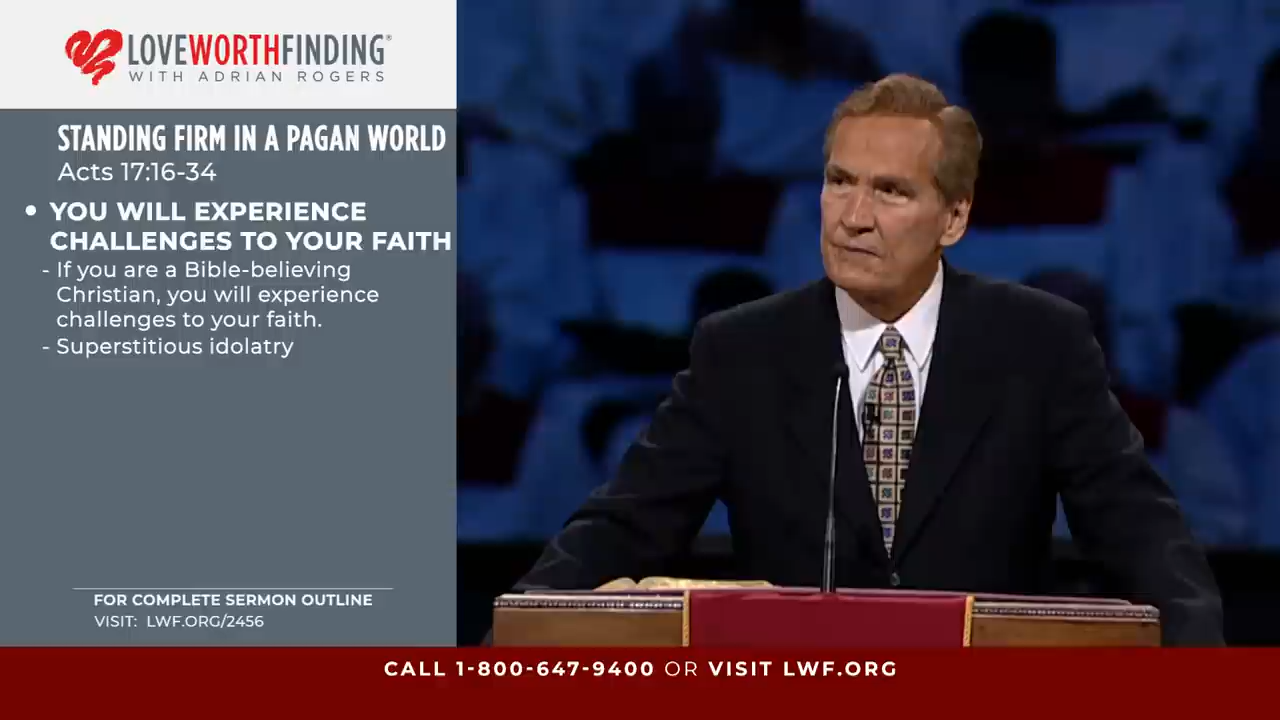 LOVEWORTHFINDING®
WITH ADRIAN ROGERS
STANDING FIRM IN A PAGAN WORLD
Acts 17:16-34
• YOU WILL EXPERIENCE
CHALLENGES TO YOUR FAITH
- If you are a Bible-believing
Christian, you will experience
challenges to your faith.
- Superstitious idolatry
FOR COMPLETE SERMON OUTLINE
VISIT: LWF.ORG/2456
CALL 1-800-647-9400 OR VISIT LWF.ORG